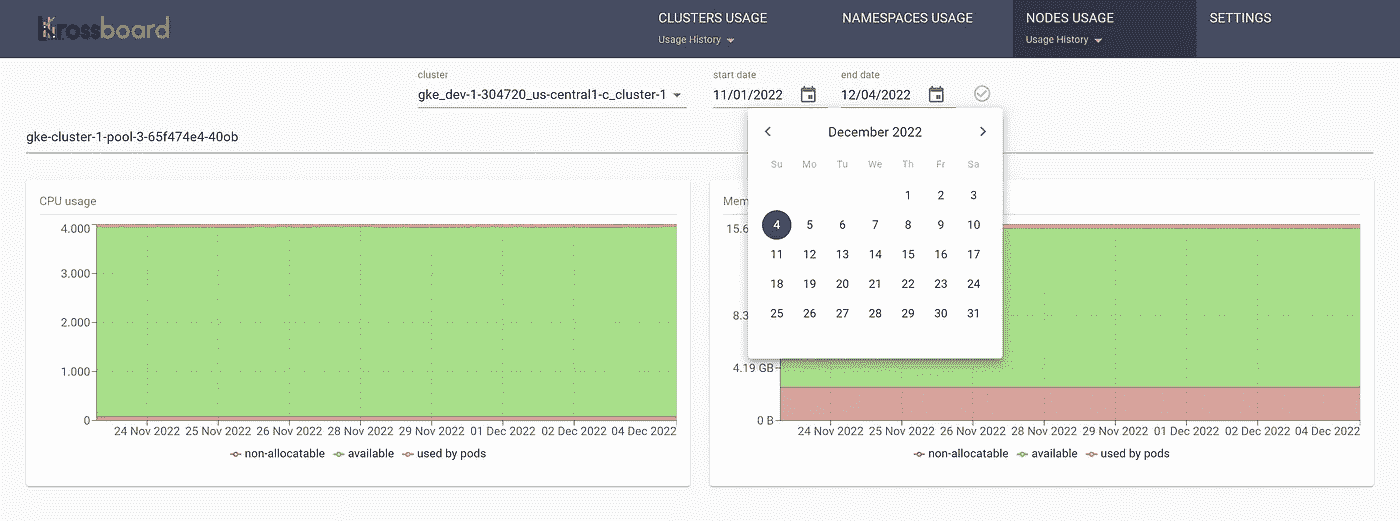 Krossboard
CLUSTERS USAGE NAMESPACES USAGE NODES USAGE SETTINGS
Usage History Usage History
cluster start date end date
gke_dev-1-304720_us-central1-c_cluster-1 11/01/2022 12/04/2022
gke-cluster-1-pool-3-65f474e4-40ob
December 2022
Su Mo Tu We Th Fr Sa
1 2 3
4 5 6 7 8 9 10
11 12 13 14 15 16 17
18 19 20 21 22 23 24
25 26 27 28 29 30 31
CPU usage
4.000
3.000
2.000
1.000
0
24 Nov 2022 25 Nov 2022 26 Nov 2022 28 Nov 2022 29 Nov 2022 01 Dec 2022 02 Dec 2022 04 Dec 2022
non-allocatable available used by pods
Mem
15.6
8.3
4.19 GB
0 B
24 Nov 2022 25 Nov 2022 26 Nov 2022 28 Nov 2022 29 Nov 2022 01 Dec 2022 02 Dec 2022 04 Dec 2022
non-allocatable available used by pods